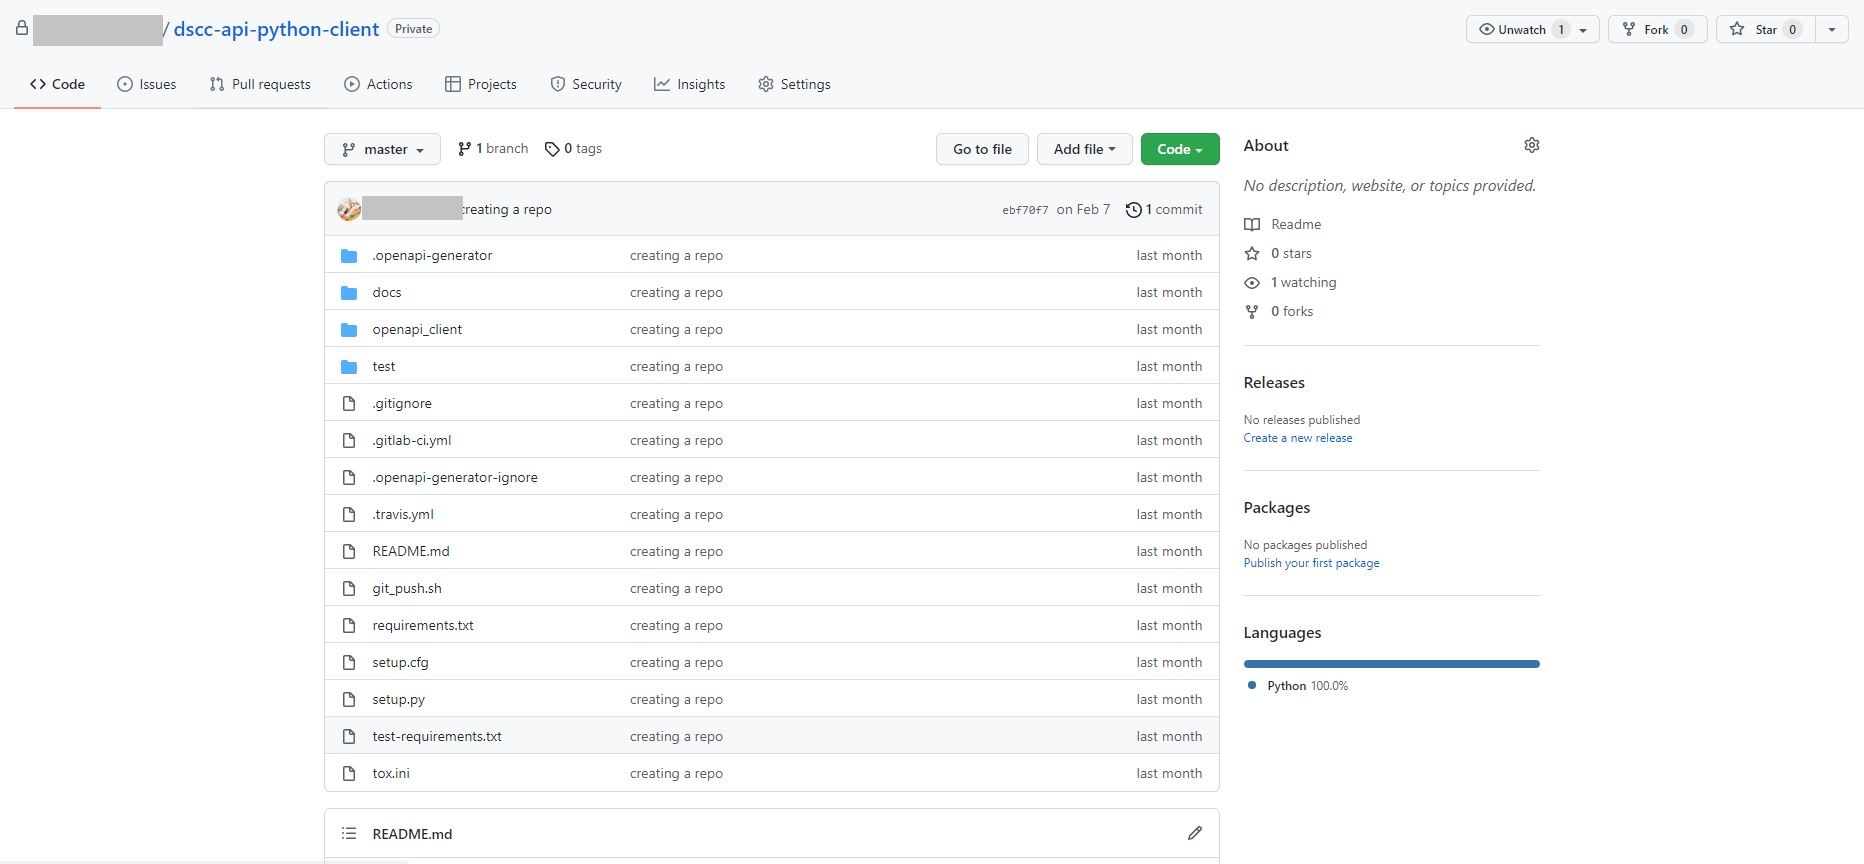 / dscc-api-python-client Private
Unwatch 1 Fork 0 Star 0
Code Issues Pull requests Actions Projects Security Insights Settings
master 1 branch 0 tags Go to file Add file Code
creating a repo ebf70f7 on Feb 7 1 commit
.openapi-generator creating a repo last month
docs creating a repo last month
openapi_client creating a repo last month
test creating a repo last month
.gitignore creating a repo last month
.gitlab-ci.yml creating a repo last month
.openapi-generator-ignore creating a repo last month
.travis.yml creating a repo last month
README.md creating a repo last month
git_push.sh creating a repo last month
requirements.txt creating a repo last month
setup.cfg creating a repo last month
setup.py creating a repo last month
test-requirements.txt creating a repo last month
tox.ini creating a repo last month
README.md
About
No description, website, or topics provided.
Readme
0 stars
1 watching
0 forks
Releases
No releases published
Create a new release
Packages
No packages published
Publish your first package
Languages
Python 100.0%